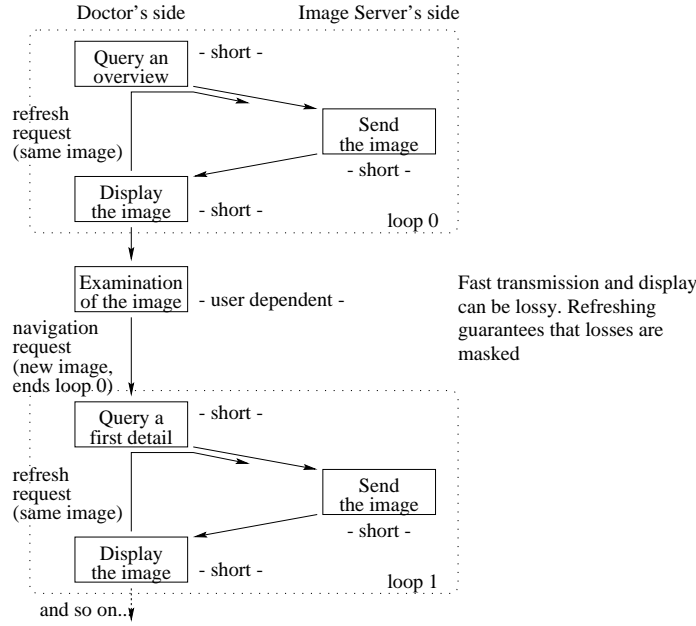 Doctor's side
Image Server's side
Query an
overview
- short -
refresh
request
(same image)
Send
the image
- short -
Display
the image
- short -
loop 0
Examination
of the image
- user dependent -
Fast transmission and display
can be lossy. Refreshing
guarantees that losses are
masked
navigation
request
(new image,
ends loop 0)
Query a
first detail
- short -
refresh
request
(same image)
Send
the image
- short -
Display
the image
- short -
loop 1
and so on...